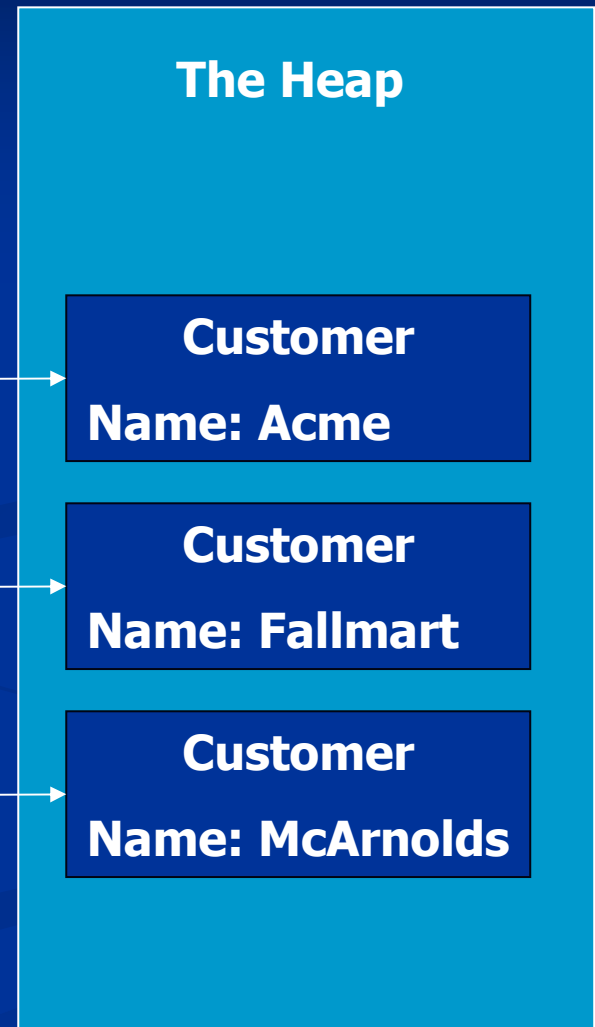 The Heap
Customer
Name: Acme
Customer
Name: Fallmart
Customer
Name: McArnolds